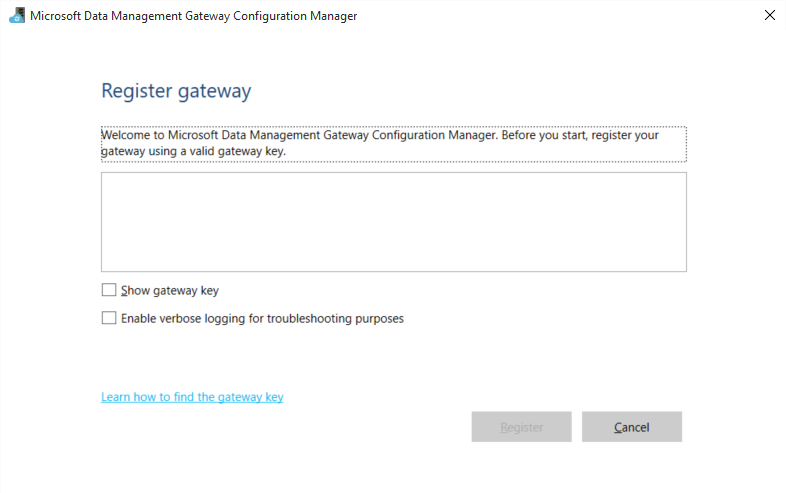 Microsoft Data Management Gateway Configuration Manager
Register gateway
Welcome to Microsoft Data Management Gateway Configuration Manager. Before you start, register your
gateway using a valid gateway key.
Show gateway key
Enable verbose logging for troubleshooting purposes
Learn how to find the gateway key
Register
Cancel